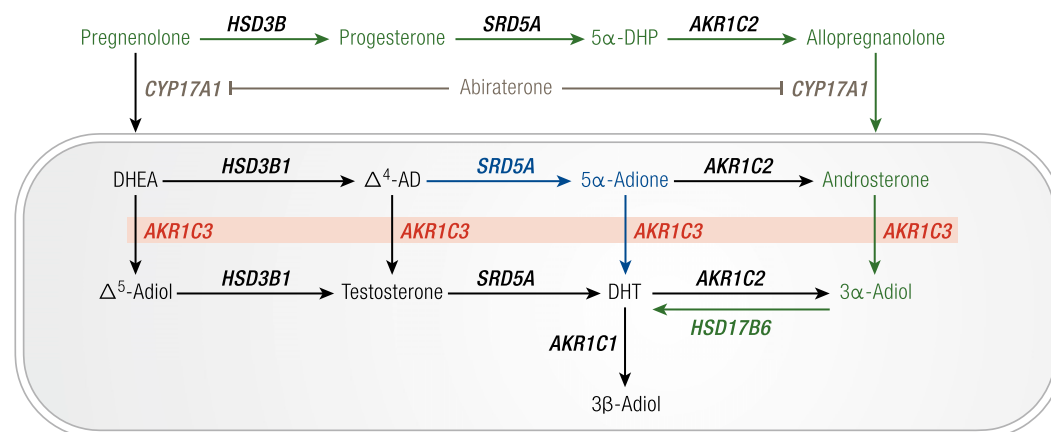 HSD3B SRD5A AKR1C2
Pregnenolone Progesterone 5α-DHP Allopregnanolone
CYP17A1 Abiraterone CYP17A1
HSD3B1 SRD5A AKR1C2
DHEA Δ⁴-AD 5α-Adione Androsterone
AKR1C3 AKR1C3 AKR1C3 AKR1C3
HSD3B1 SRD5A AKR1C2
Δ⁵-Adiol Testosterone DHT 3α-Adiol
HSD17B6
AKR1C1
3β-Adiol